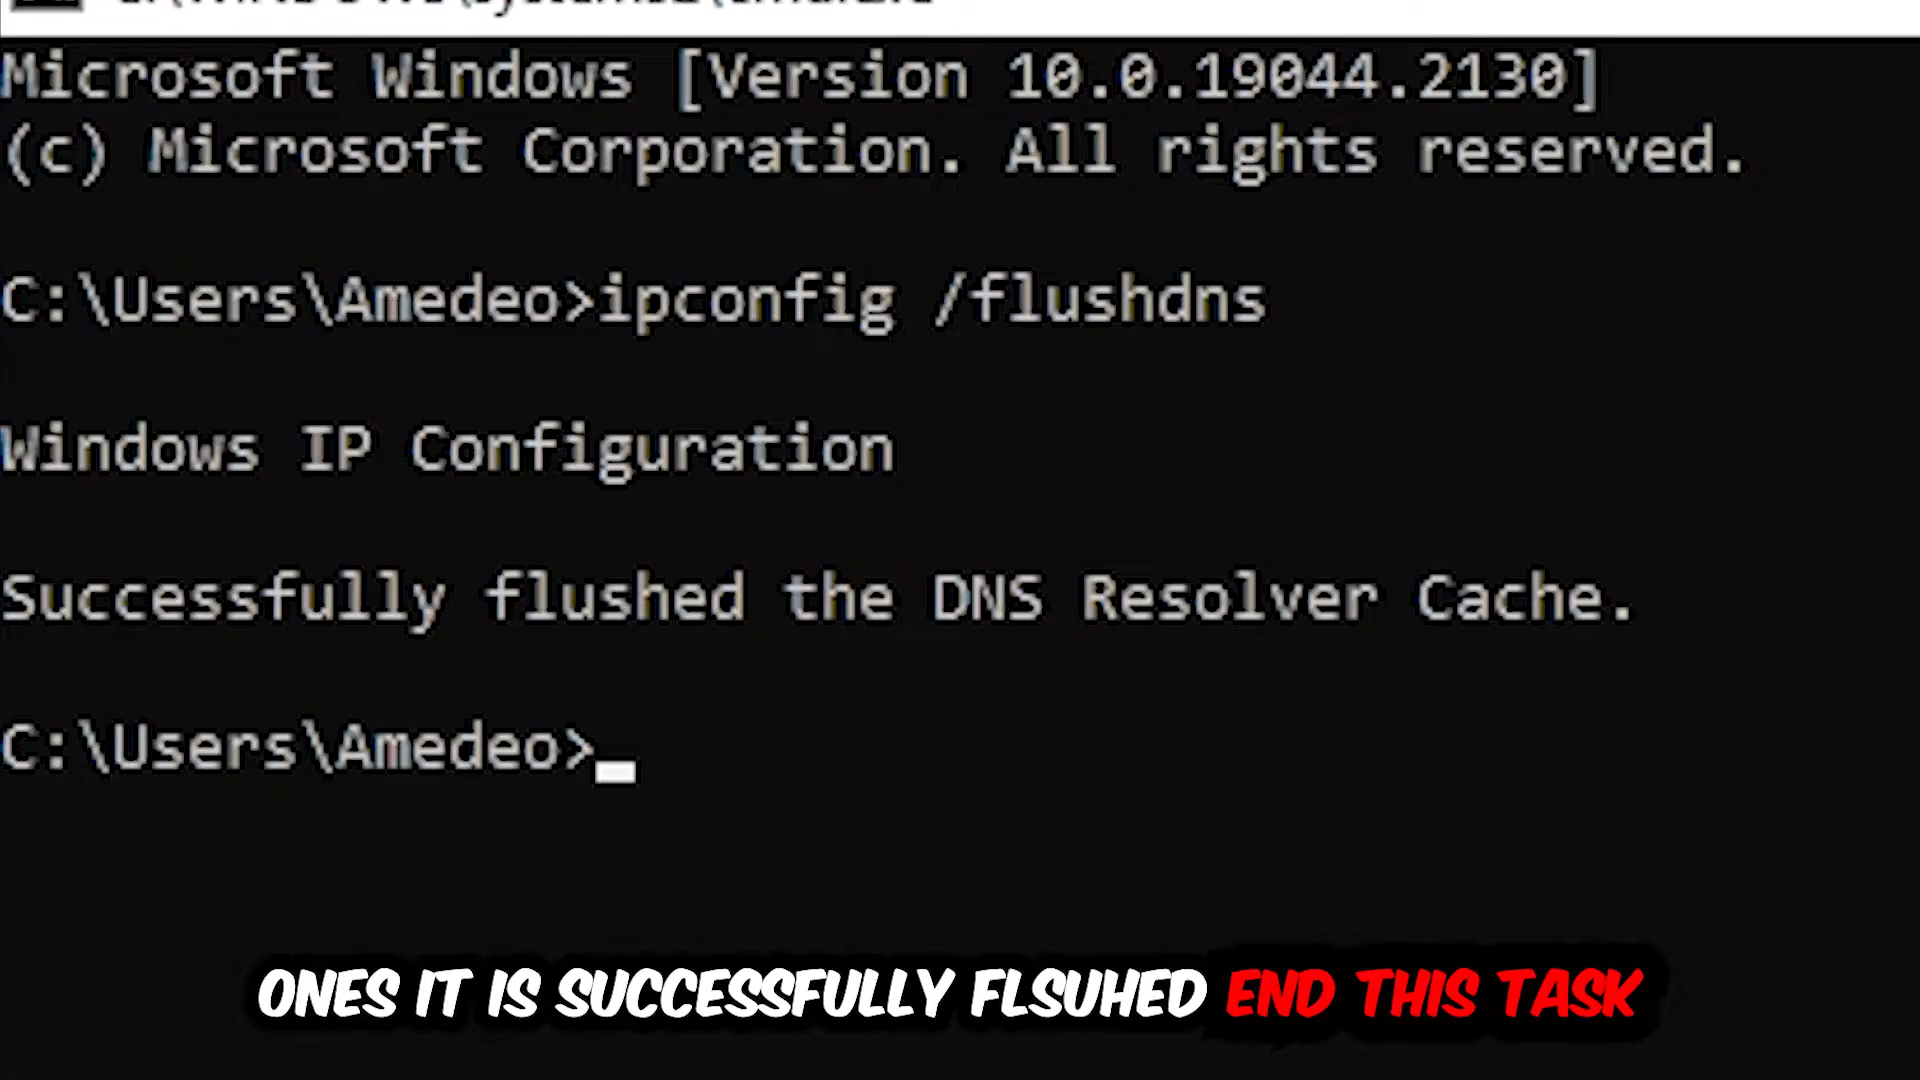 Microsoft Windows [Version 10.0.19044.2130]
(c) Microsoft Corporation. All rights reserved.
C:\Users\Amedeo>ipconfig /flushdns
Windows IP Configuration
Successfully flushed the DNS Resolver Cache.
C:\Users\Amedeo>
ONES IT IS SUCCESSFULLY FLSUHED END THIS TASK